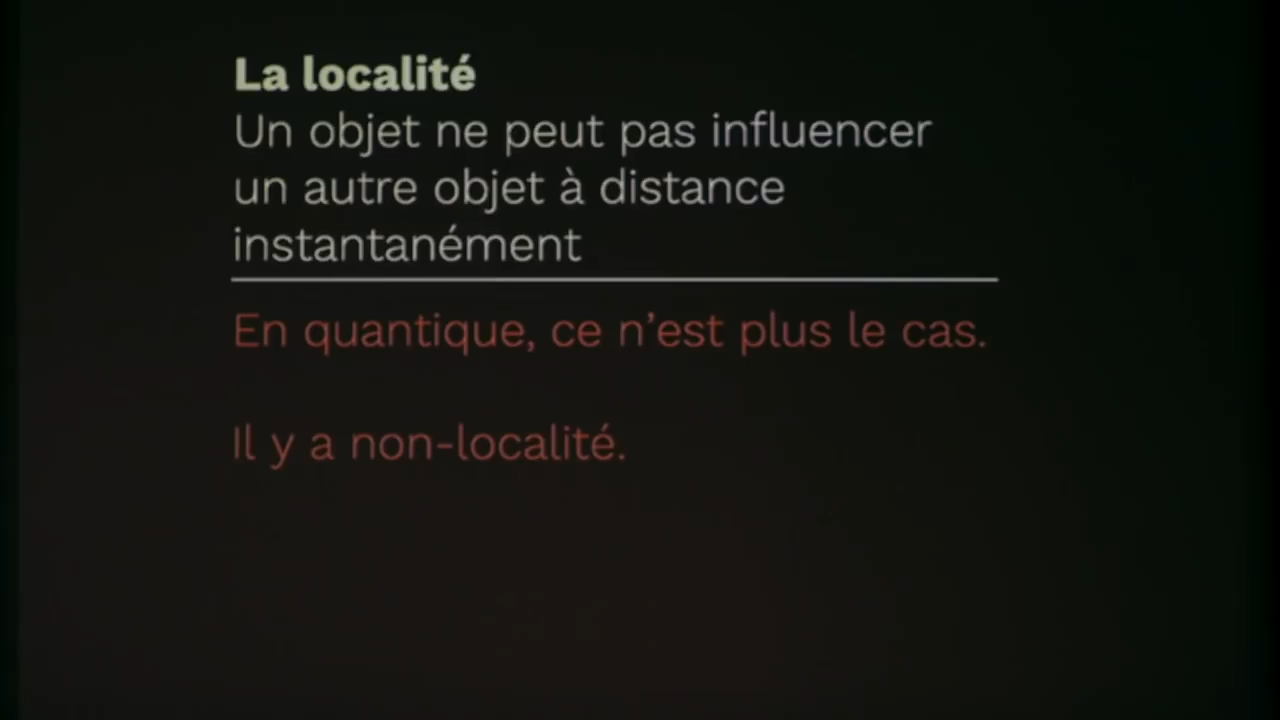 La localité
Un objet ne peut pas influencer
un autre objet à distance
instantanément
En quantique, ce n’est plus le cas.
Il y a non-localité.